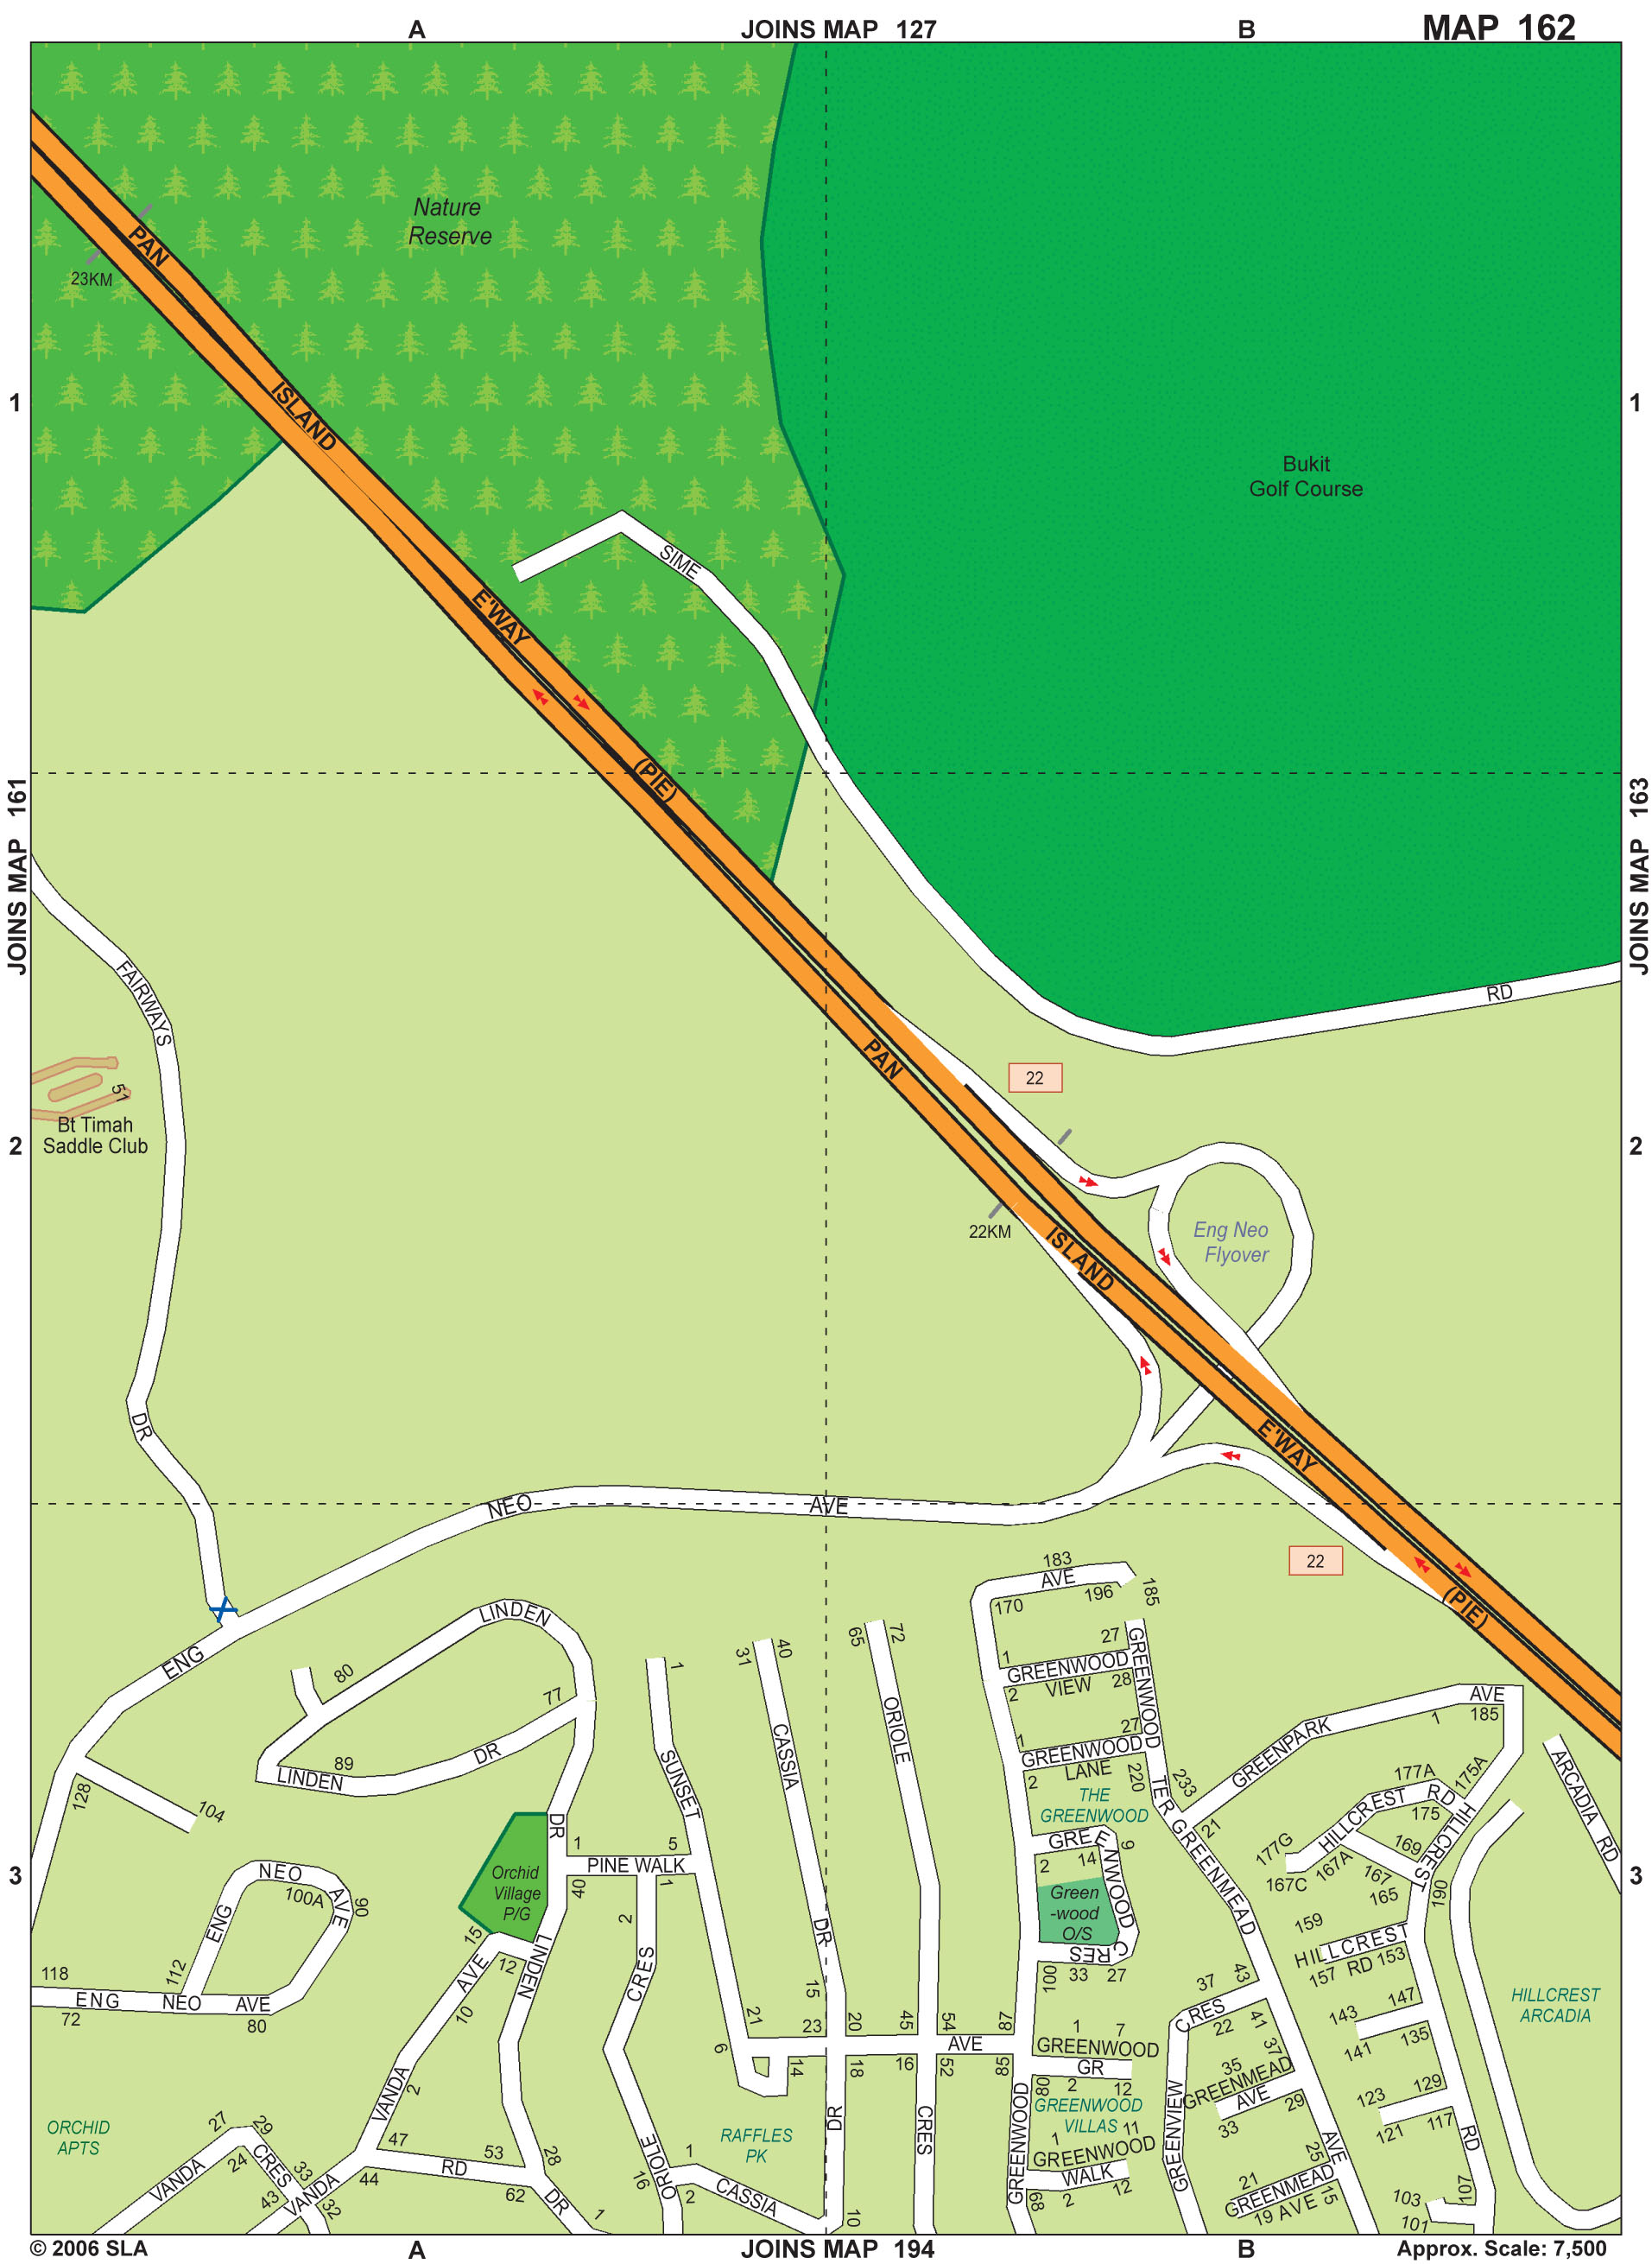 A
JOINS MAP 127
B
MAP 162
Nature
Reserve
PAN
23KM
ISLAND
1
1
Bukit
Golf Course
SIME
E'WAY
(PIE)
JOINS MAP 161
JOINS MAP 163
FAIRWAYS
RD
PAN
22
51
Bt Timah
Saddle Club
2
2
22KM
ISLAND
Eng Neo
Flyover
DR
E'WAY
NEO
AVE
22
(PIE)
183
AVE
196
185
170
LINDEN
ENG
80
77
1
31
40
65
72
1
GREENWOOD
27
VIEW
2
28
GREENWOOD
AVE
185
1
GREENPARK
89
LINDEN
DR
SUNSET
CASSIA
ORIOLE
1
GREENWOOD
27
LANE
2
220
TER
233
21
128
104
THE
GREENWOOD
177A
175A
HILLCREST
RD
175
HILLCREST
177G
167A
167C
169
167
165
190
ARCADIA RD
3
3
DR
1
5
PINE WALK
40
1
2
Orchid
Village
P/G
GREENWOOD
2
14
9
Green
-wood
O/S
CRES
33
27
100
GREENMEAD
NEO
100A
AVE
90
ENG
112
15
12
AVE
10
LINDEN
CRES
DR
15
159
HILLCREST
157
RD
153
118
ENG
NEO
AVE
72
80
21
23
20
45
54
87
AVE
6
14
18
16
52
85
43
37
CRES
22
41
37
143
147
141
135
HILLCREST
ARCADIA
1
7
GREENWOOD
GR
80
2
12
35
GREENMEAD
AVE
33
29
GREENVIEW
123
129
121
117
VANDA
2
ORCHID
APTS
27
29
24
VANDA
CRES
33
43
32
VANDA
47
44
RD
53
62
28
DR
1
ORIOLE
16
1
2
CASSIA
RAFFLES
PK
DR
10
CRES
GREENWOOD
GREENWOOD
VILLAS
1
11
GREENWOOD
WALK
68
2
12
AVE
25
21
GREENMEAD
19 AVE
15
RD
107
103
101
© 2006 SLA
A
JOINS MAP 194
B
Approx. Scale: 7,500